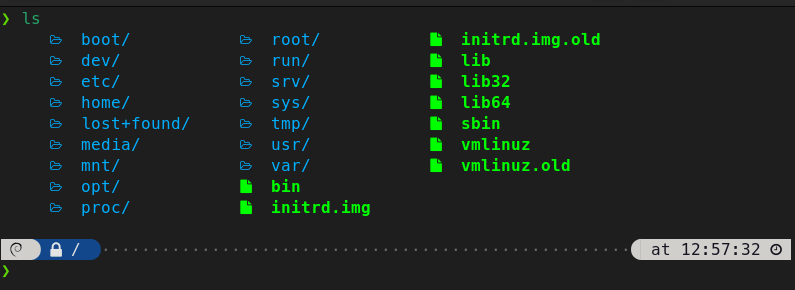 ❯ ls
boot/ root/ initrd.img.old
dev/ run/ lib
etc/ srv/ lib32
home/ sys/ lib64
lost+found/ tmp/ sbin
media/ usr/ vmlinuz
mnt/ var/ vmlinuz.old
opt/ bin
proc/ initrd.img
/ at 12:57:32
❯